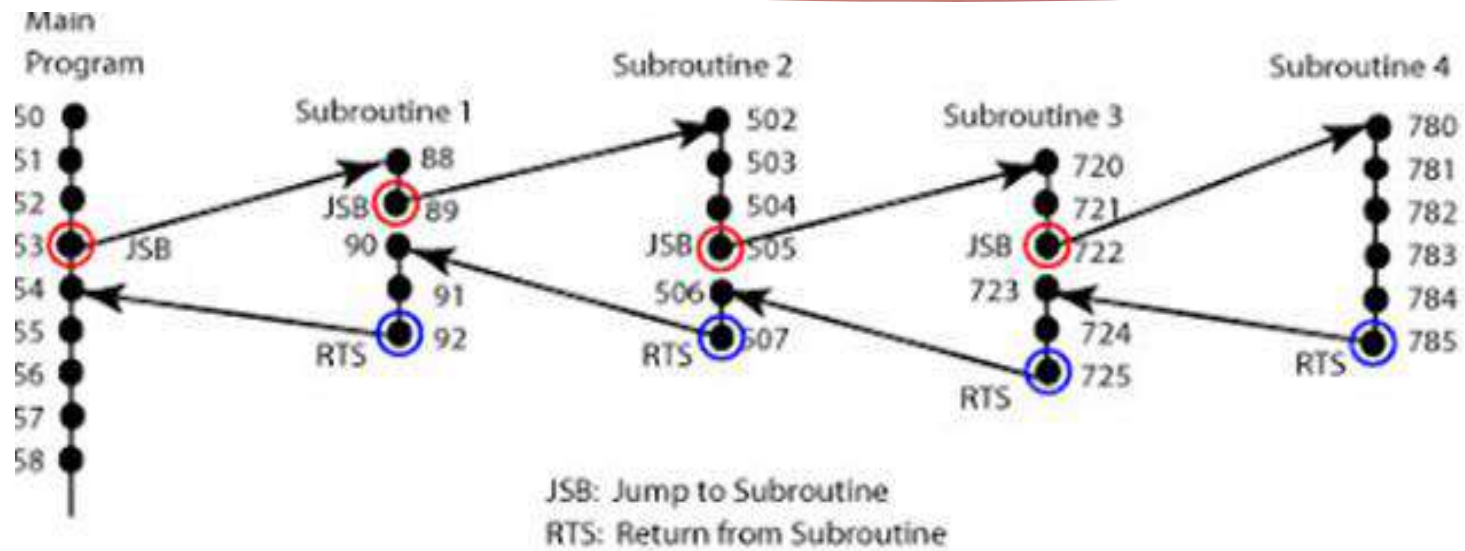 Main
Program
50
51
52
53
JSB
54
55
56
57
58
Subroutine 1
88
JSB
89
90
91
92
RTS
Subroutine 2
502
503
504
JSB
505
506
507
RTS
Subroutine 3
720
721
JSB
722
723
724
725
RTS
Subroutine 4
780
781
782
783
784
785
RTS
JSB: Jump to Subroutine
RTS: Return from Subroutine